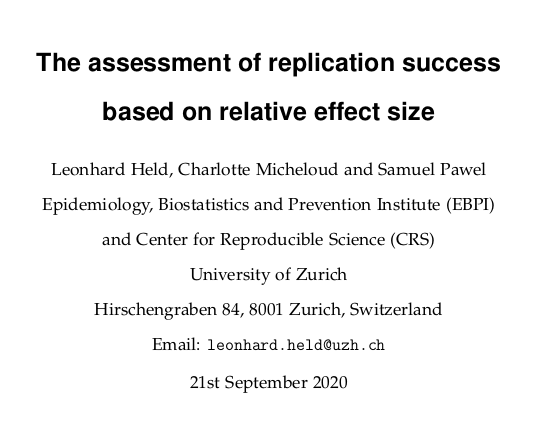 The assessment of replication success
based on relative effect size
Leonhard Held, Charlotte Micheloud and Samuel Pawel
Epidemiology, Biostatistics and Prevention Institute (EBPI)
and Center for Reproducible Science (CRS)
University of Zurich
Hirschengraben 84, 8001 Zurich, Switzerland
Email: leonhard.held@uzh.ch
21st September 2020